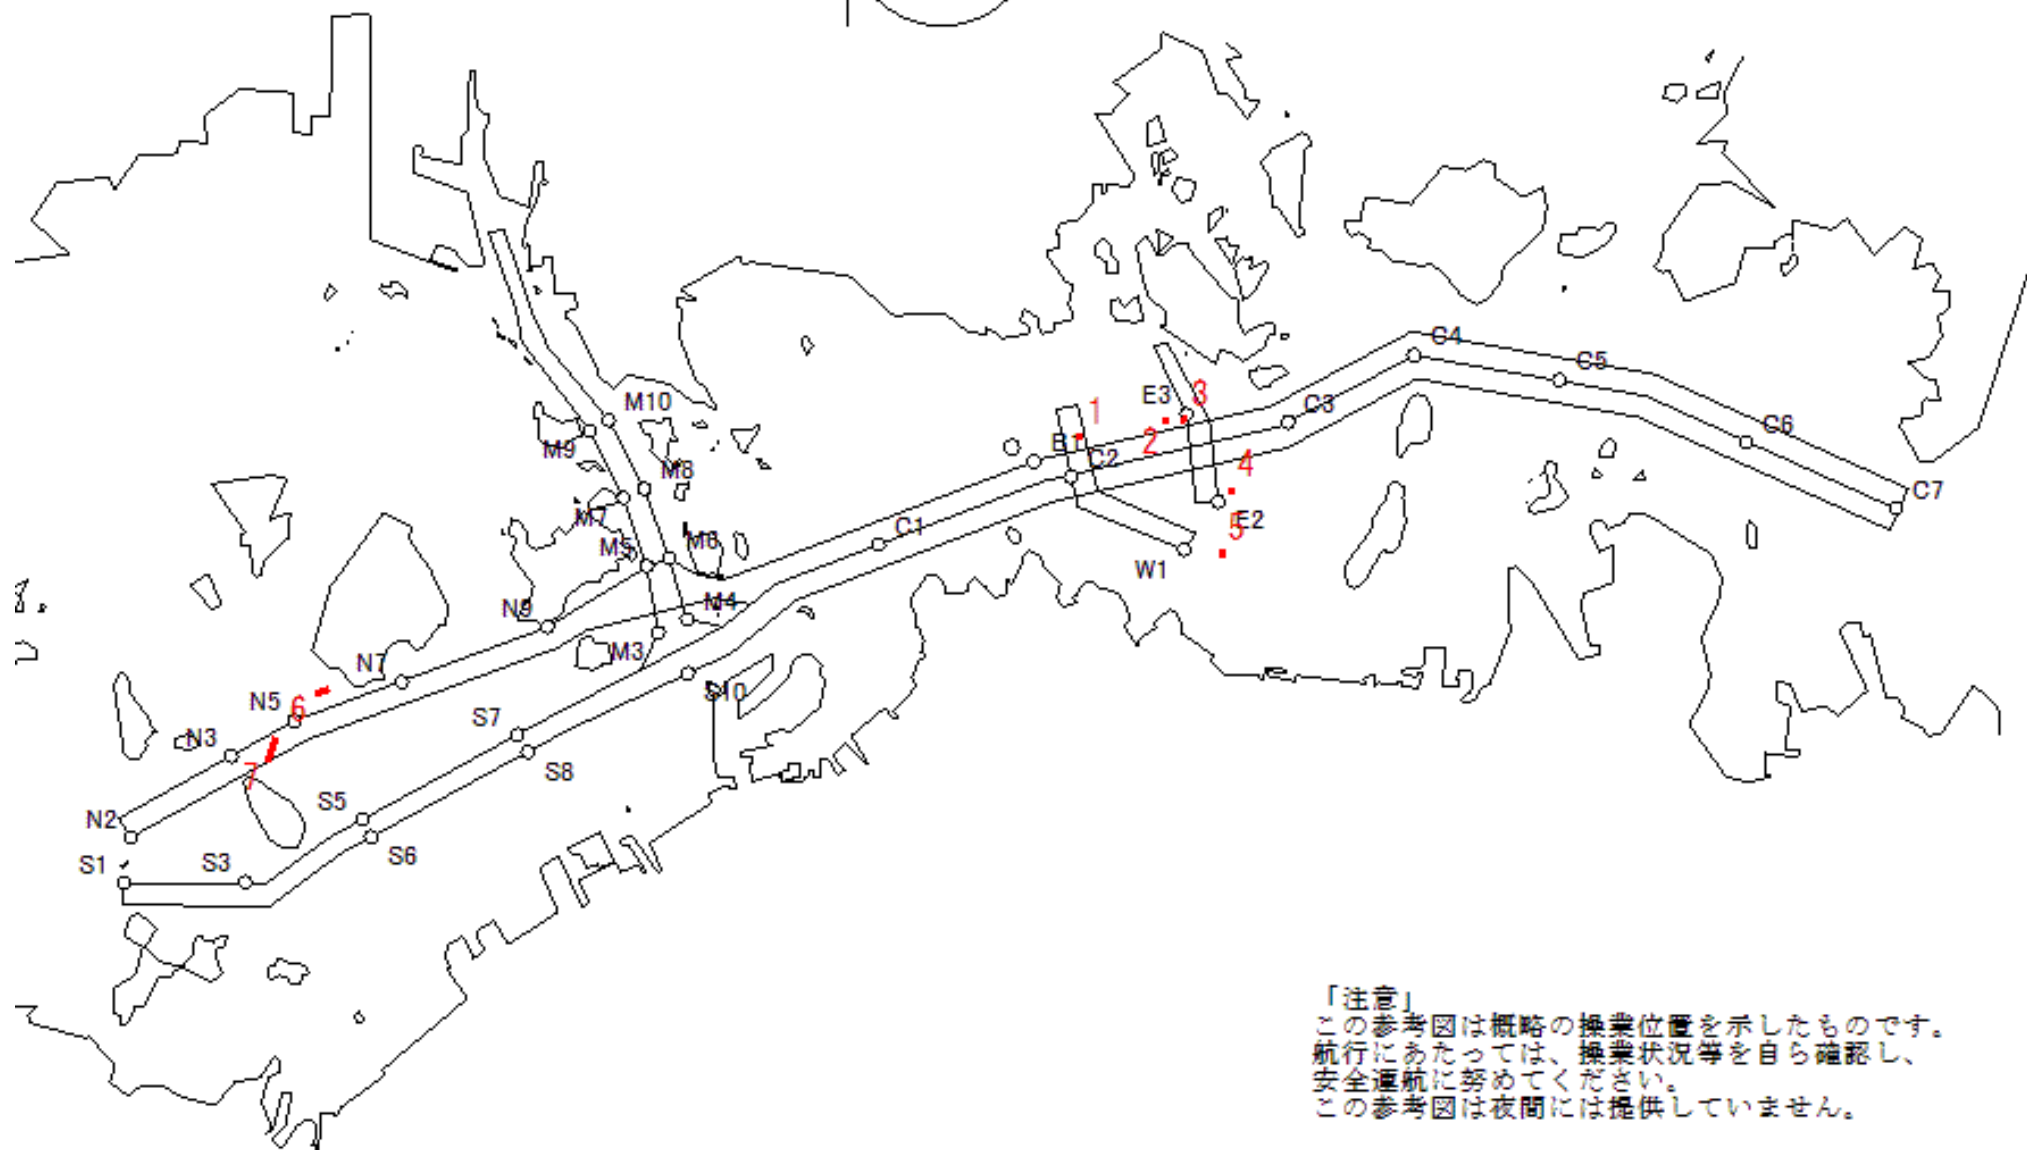 C4
C5
M10
E3
3
1
C3
C6
M9
B1
2
C2
M8
4
C7
M7
C1
5
E2
M5
M6
W1
N9
M4
M3
N7
S10
N5
6
S7
N3
S8
7
S5
N2
S6
S1
S3
「注意」
この参考図は概略の操業位置を示したものです。
航行にあたっては、操業状況等を自ら確認し、
安全運航に努めてください。
この参考図は夜間には提供していません。